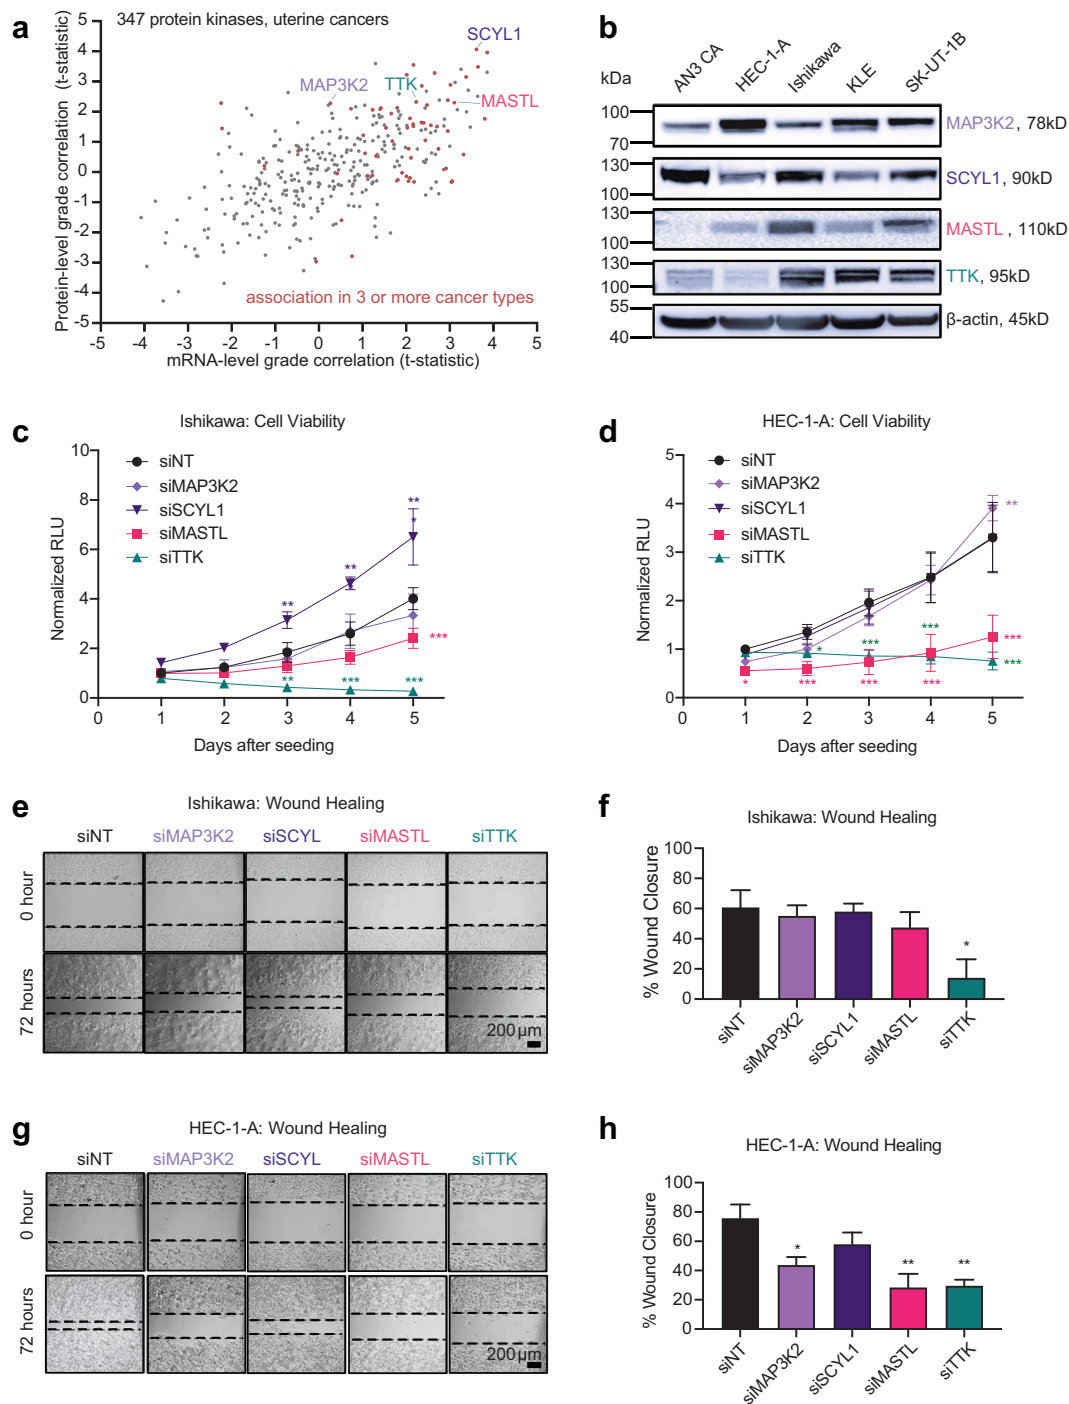 a
347 protein kinases, uterine cancers
Protein-level grade correlation (t-statistic)
5
4
3
2
1
0
-1
-2
-3
-4
-5
SCYL1
MAP3K2
TTK
MASTL
association in 3 or more cancer types
-5 -4 -3 -2 -1 0 1 2 3 4 5
mRNA-level grade correlation (t-statistic)
b
kDa
AN3 CA
HEC-1-A
Ishikawa
KLE
SK-UT-1B
100
70
MAP3K2, 78kD
130
100
SCYL1, 90kD
130
100
MASTL , 110kD
130
100
TTK, 95kD
55
40
β-actin, 45kD
c
Ishikawa: Cell Viability
Normalized RLU
10
8
6
4
2
0
siNT
siMAP3K2
siSCYL1
siMASTL
siTTK
**
**
**
*
***
**
***
***
0 1 2 3 4 5
Days after seeding
d
HEC-1-A: Cell Viability
Normalized RLU
5
4
3
2
1
0
siNT
siMAP3K2
siSCYL1
siMASTL
siTTK
**
*
***
***
***
***
*
***
***
***
0 1 2 3 4 5
Days after seeding
e
Ishikawa: Wound Healing
siNT siMAP3K2 siSCYL siMASTL siTTK
0 hour
72 hours
200 µm
f
Ishikawa: Wound Healing
% Wound Closure
100
80
60
40
20
0
*
siNT
siMAP3K2
siSCYL1
siMASTL
siTTK
g
HEC-1-A: Wound Healing
siNT siMAP3K2 siSCYL siMASTL siTTK
0 hour
72 hours
200 µm
h
HEC-1-A: Wound Healing
% Wound Closure
100
80
60
40
20
0
*
**
**
siNT
siMAP3K2
siSCYL1
siMASTL
siTTK